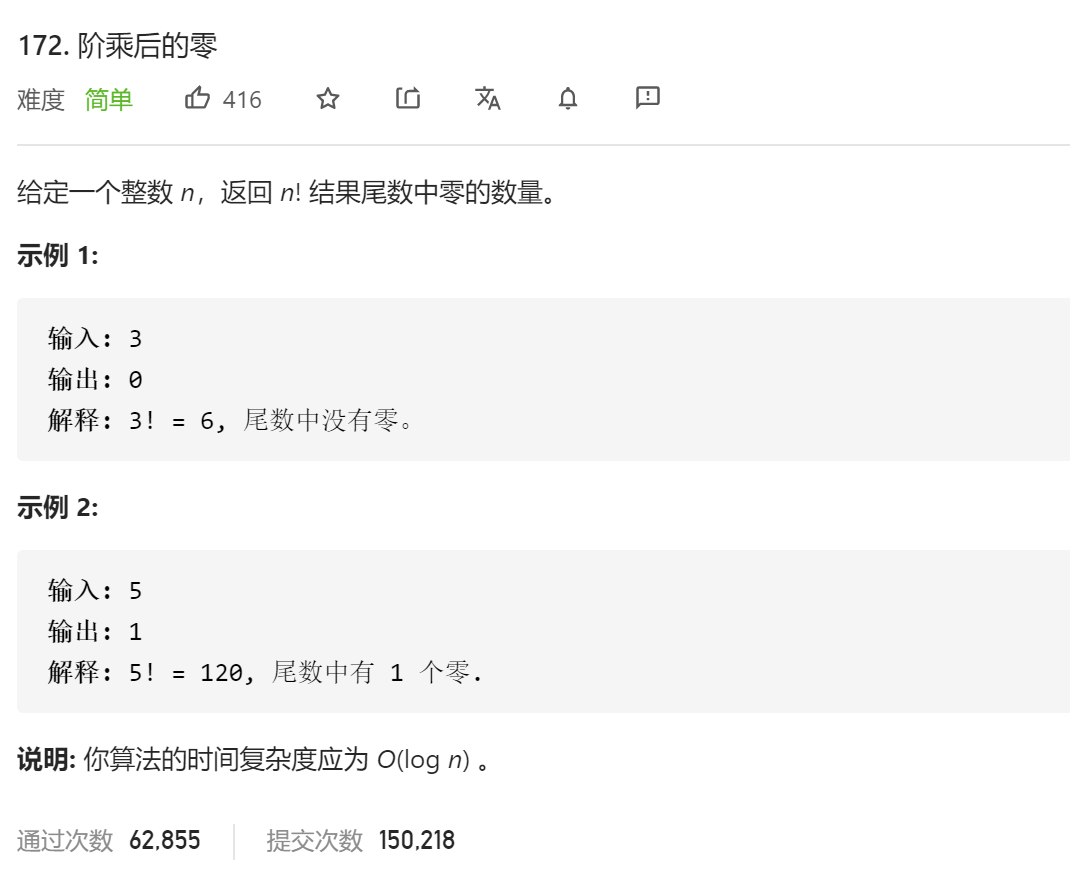 172. 阶乘后的零
难度 简单 416
给定一个整数 n，返回 n! 结果尾数中零的数量。
示例 1:
输入: 3
输出: 0
解释: 3! = 6, 尾数中没有零。
示例 2:
输入: 5
输出: 1
解释: 5! = 120, 尾数中有 1 个零.
说明: 你算法的时间复杂度应为 O(log n) 。
通过次数 62,855 提交次数 150,218